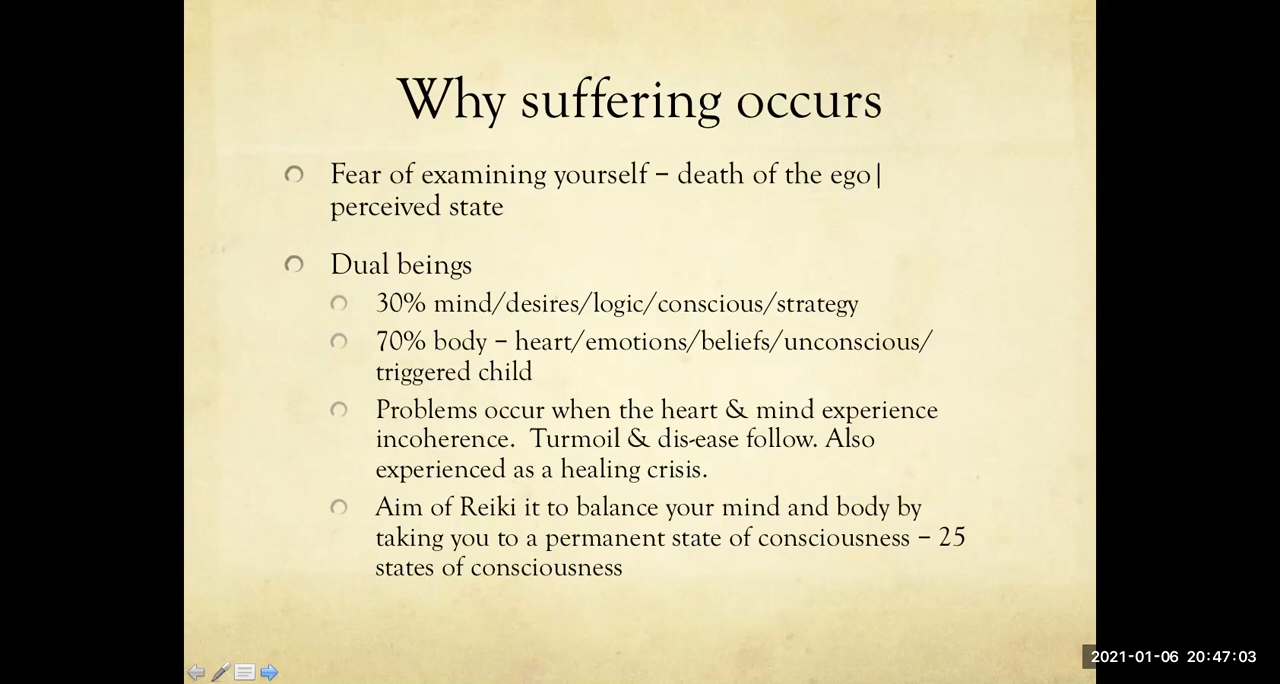 Why suffering occurs
Fear of examining yourself – death of the ego|
perceived state
Dual beings
30% mind/desires/logic/conscious/strategy
70% body – heart/emotions/beliefs/unconscious/
triggered child
Problems occur when the heart & mind experience
incoherence.  Turmoil & dis-ease follow. Also
experienced as a healing crisis.
Aim of Reiki it to balance your mind and body by
taking you to a permanent state of consciousness – 25
states of consciousness
2021-01-06 20:47:03